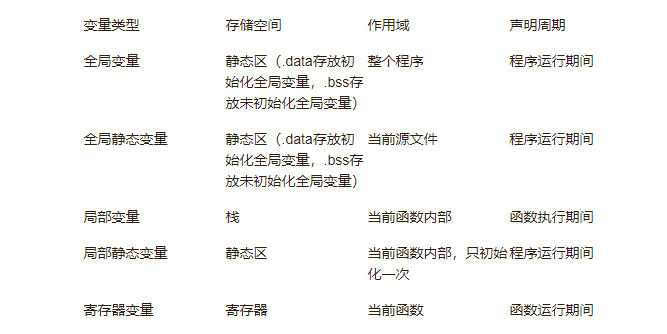 变量类型 存储空间 作用域 声明周期
全局变量 静态区（.data存放初 整个程序 程序运行期间
始化全局变量，.bss存
放未初始化全局变量）
全局静态变量 静态区（.data存放初 当前源文件 程序运行期间
始化全局变量，.bss存
放未初始化全局变量）
局部变量 栈 当前函数内部 函数执行期间
局部静态变量 静态区 当前函数内部，只初始 程序运行期间
化一次
寄存器变量 寄存器 当前函数 函数运行期间